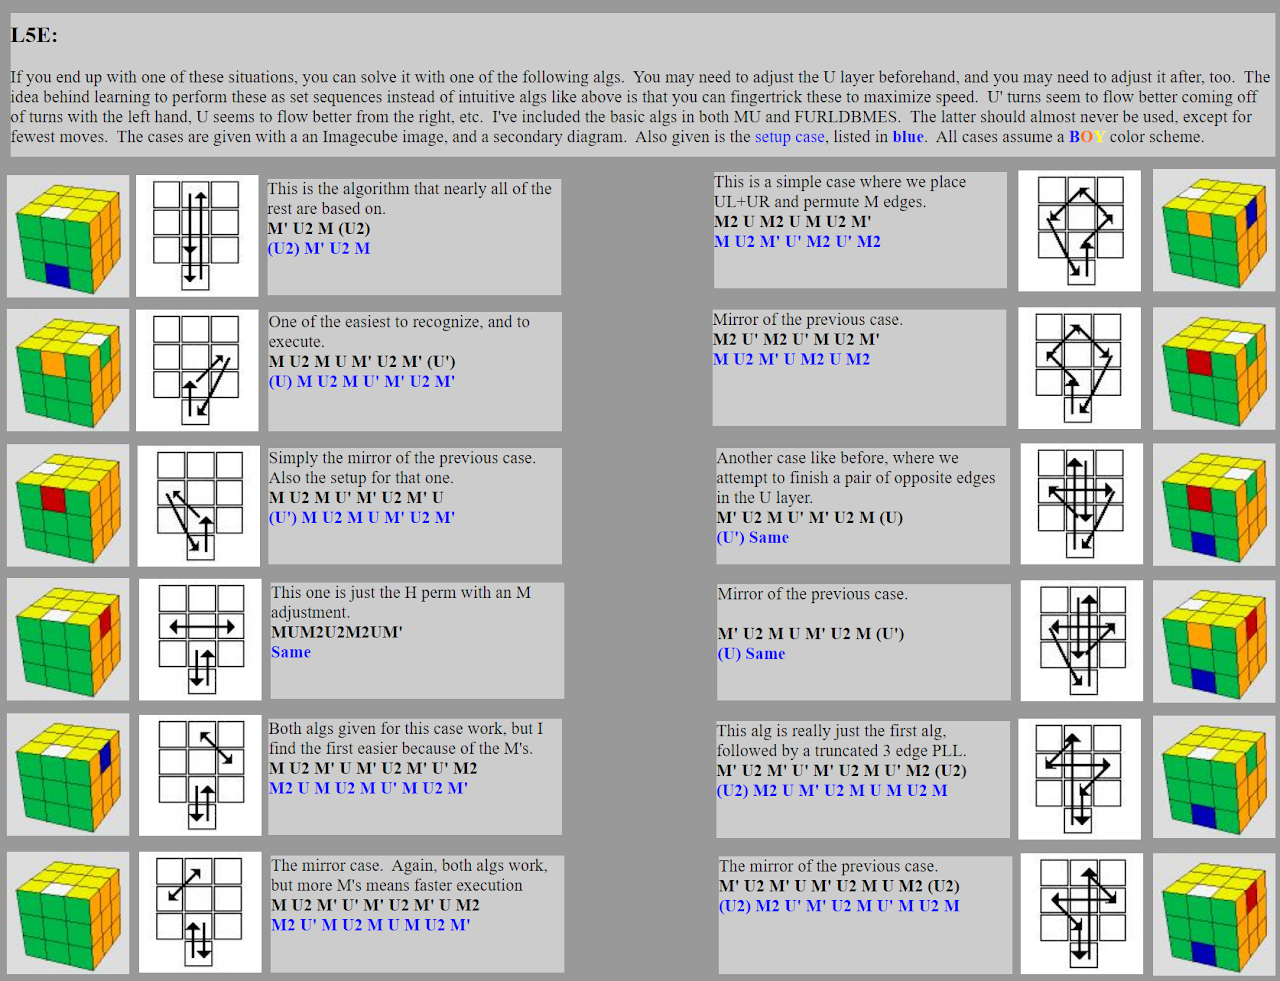 L5E:
If you end up with one of these situations, you can solve it with one of the following algs.  You may need to adjust the U layer beforehand, and you may need to adjust it after, too.  The
idea behind learning to perform these as set sequences instead of intuitive algs like above is that you can fingertrick these to maximize speed.  U' turns seem to flow better coming off
of turns with the left hand, U seems to flow better from the right, etc.  I've included the basic algs in both MU and FURLDBMES.  The latter should almost never be used, except for
fewest moves.  The cases are given with a an Imagecube image, and a secondary diagram.  Also given is the setup case, listed in blue.  All cases assume a BOY color scheme.
This is the algorithm that nearly all of the
rest are based on.
M' U2 M (U2)
(U2) M' U2 M
One of the easiest to recognize, and to
execute.
M U2 M U M' U2 M' (U')
(U) M U2 M U' M' U2 M'
Simply the mirror of the previous case.
Also the setup for that one.
M U2 M U' M' U2 M' U
(U') M U2 M U M' U2 M'
This one is just the H perm with an M
adjustment.
MUM2U2M2UM'
Same
Both algs given for this case work, but I
find the first easier because of the M's.
M U2 M' U M' U2 M' U' M2
M2 U M U2 M U' M U2 M'
The mirror case.  Again, both algs work,
but more M's means faster execution
M U2 M' U' M' U2 M' U M2
M2 U' M U2 M U M U2 M'
This is a simple case where we place
UL+UR and permute M edges.
M2 U M2 U M U2 M'
M U2 M' U' M2 U' M2
Mirror of the previous case.
M2 U' M2 U' M U2 M'
M U2 M' U M2 U M2
Another case like before, where we
attempt to finish a pair of opposite edges
in the U layer.
M' U2 M U' M' U2 M (U)
(U') Same
Mirror of the previous case.
M' U2 M U M' U2 M (U')
(U) Same
This alg is really just the first alg,
followed by a truncated 3 edge PLL.
M' U2 M' U' M' U2 M U' M2 (U2)
(U2) M2 U M' U2 M U M U2 M
The mirror of the previous case.
M' U2 M' U M' U2 M U M2 (U2)
(U2) M2 U' M' U2 M U' M U2 M